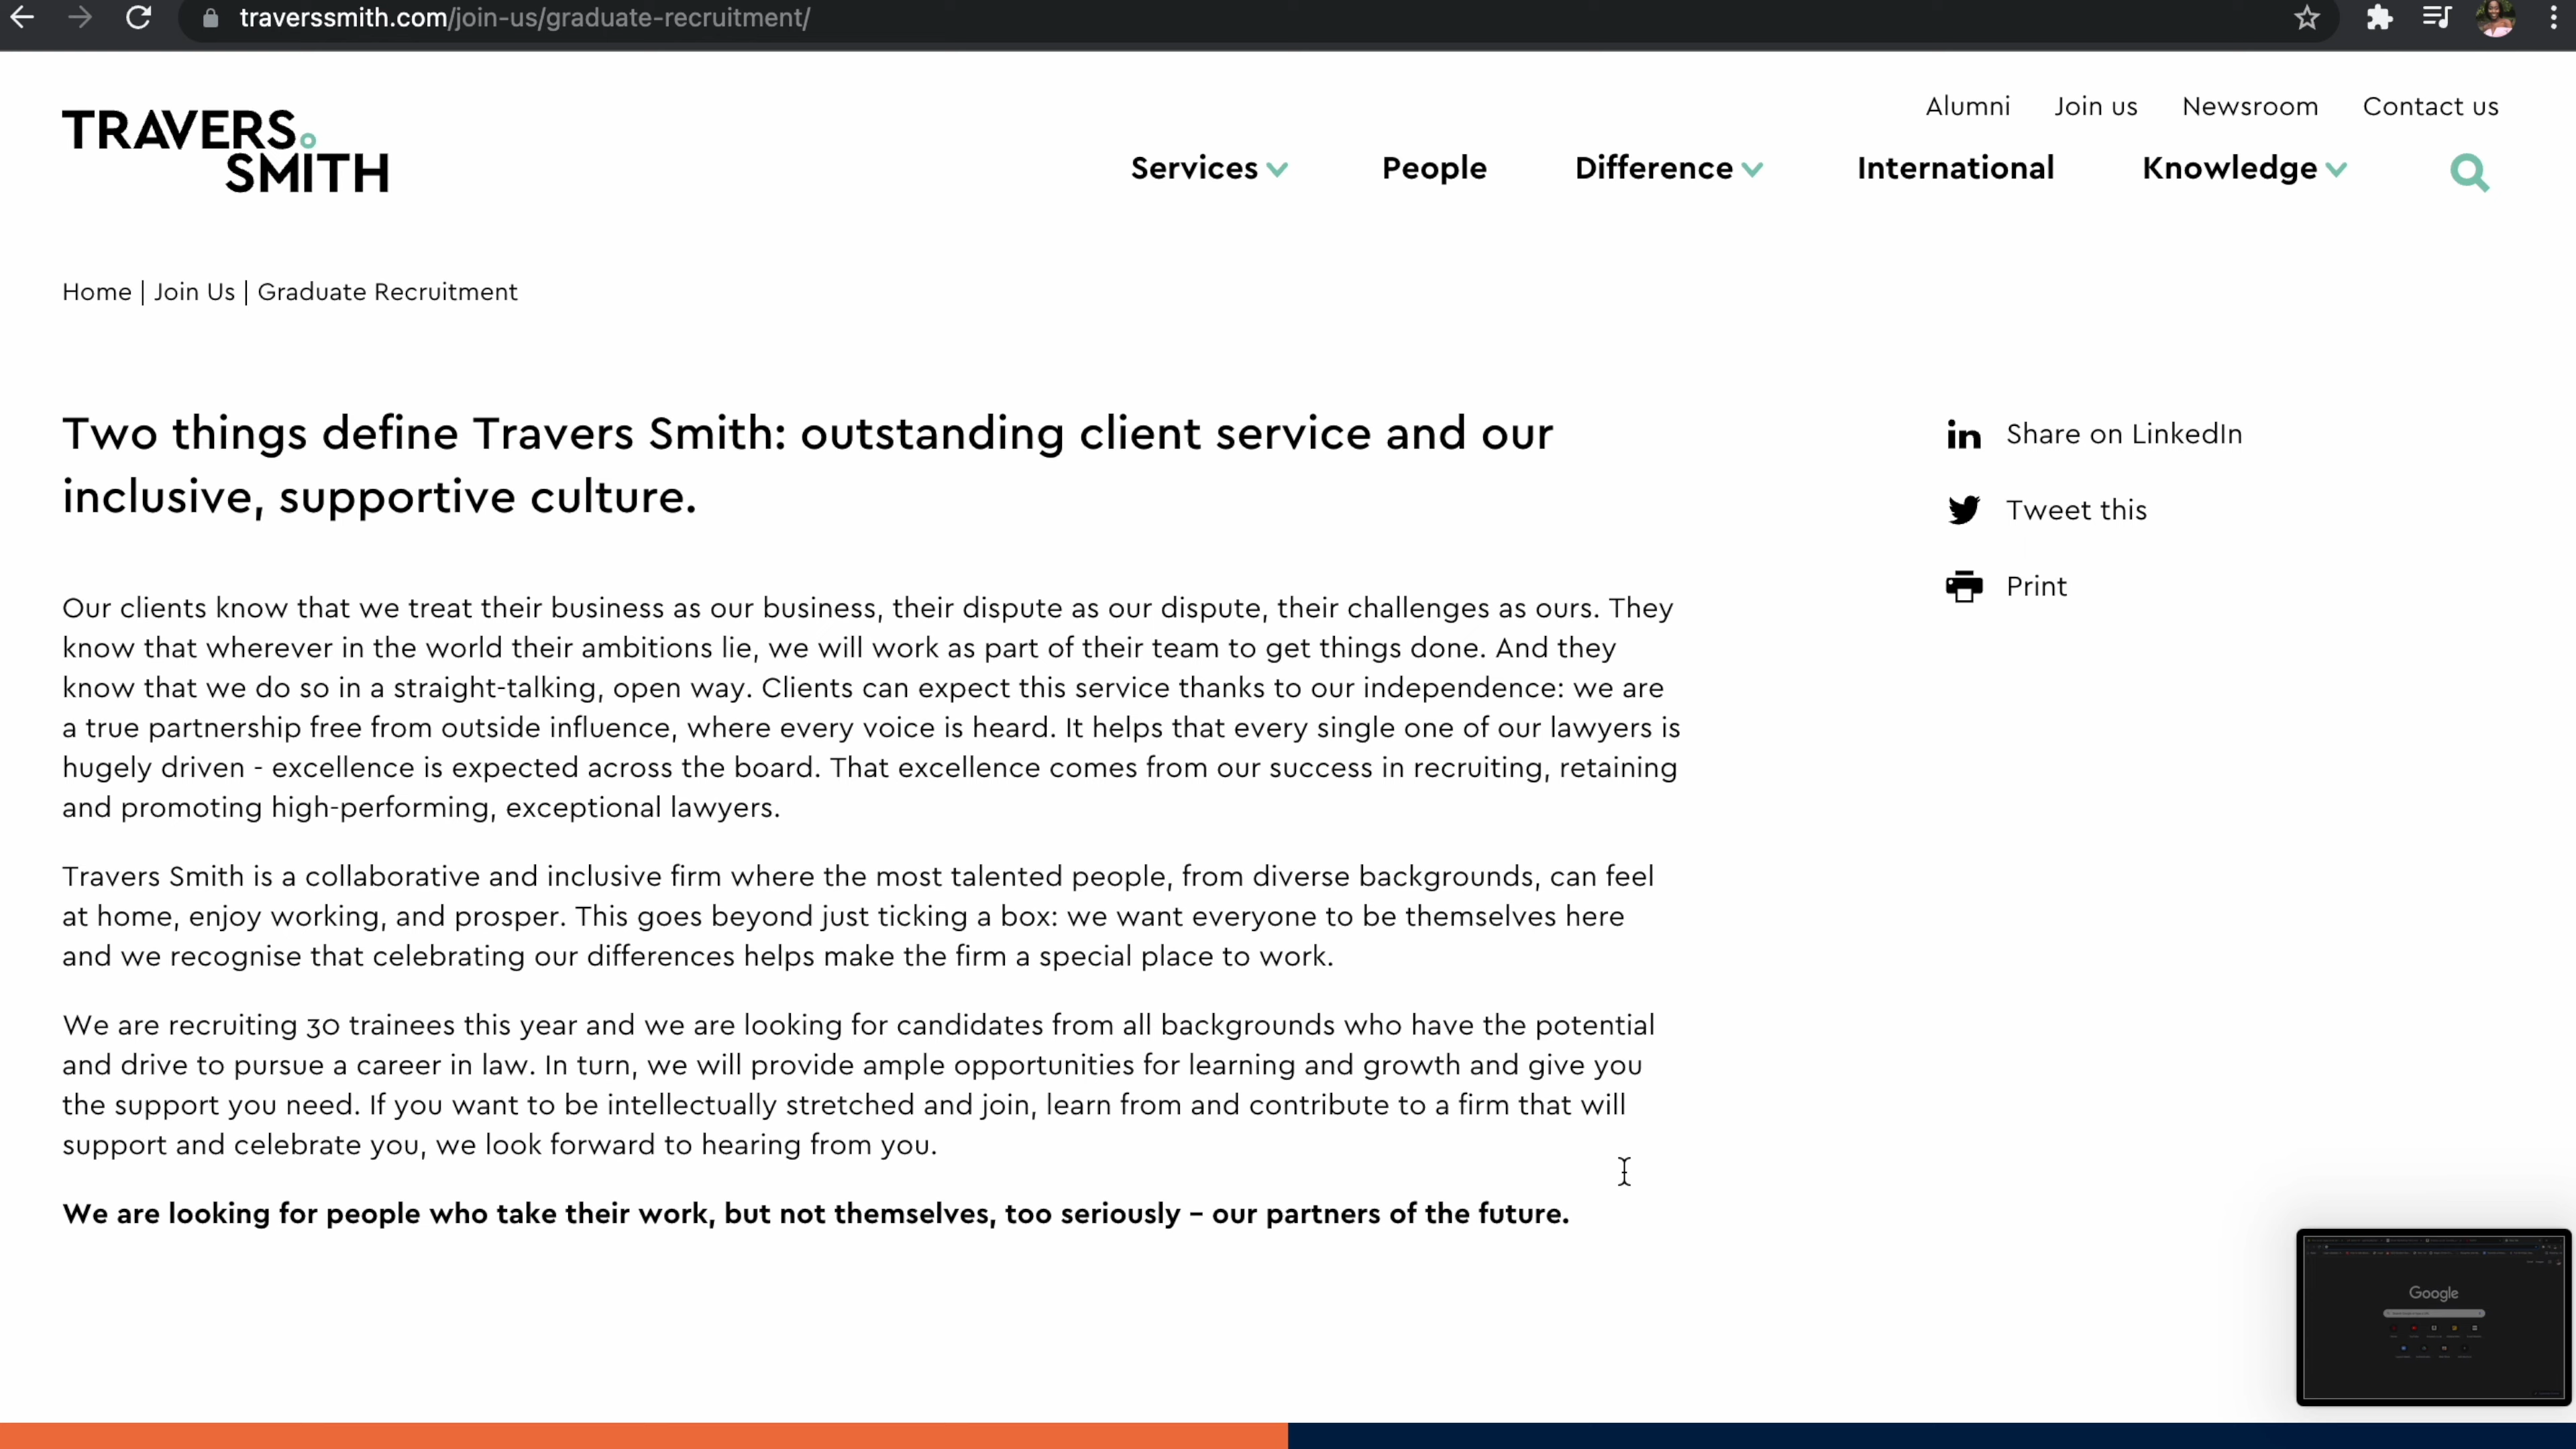 traverssmith.com/join-us/graduate-recruitment/
Alumni Join us Newsroom Contact us
TRAVERS
SMITH
Services People Difference International Knowledge
Home | Join Us | Graduate Recruitment
Two things define Travers Smith: outstanding client service and our
inclusive, supportive culture.
Share on LinkedIn
Tweet this
Print
Our clients know that we treat their business as our business, their dispute as our dispute, their challenges as ours. They
know that wherever in the world their ambitions lie, we will work as part of their team to get things done. And they
know that we do so in a straight-talking, open way. Clients can expect this service thanks to our independence: we are
a true partnership free from outside influence, where every voice is heard. It helps that every single one of our lawyers is
hugely driven - excellence is expected across the board. That excellence comes from our success in recruiting, retaining
and promoting high-performing, exceptional lawyers.
Travers Smith is a collaborative and inclusive firm where the most talented people, from diverse backgrounds, can feel
at home, enjoy working, and prosper. This goes beyond just ticking a box: we want everyone to be themselves here
and we recognise that celebrating our differences helps make the firm a special place to work.
We are recruiting 30 trainees this year and we are looking for candidates from all backgrounds who have the potential
and drive to pursue a career in law. In turn, we will provide ample opportunities for learning and growth and give you
the support you need. If you want to be intellectually stretched and join, learn from and contribute to a firm that will
support and celebrate you, we look forward to hearing from you.
We are looking for people who take their work, but not themselves, too seriously – our partners of the future.
Google